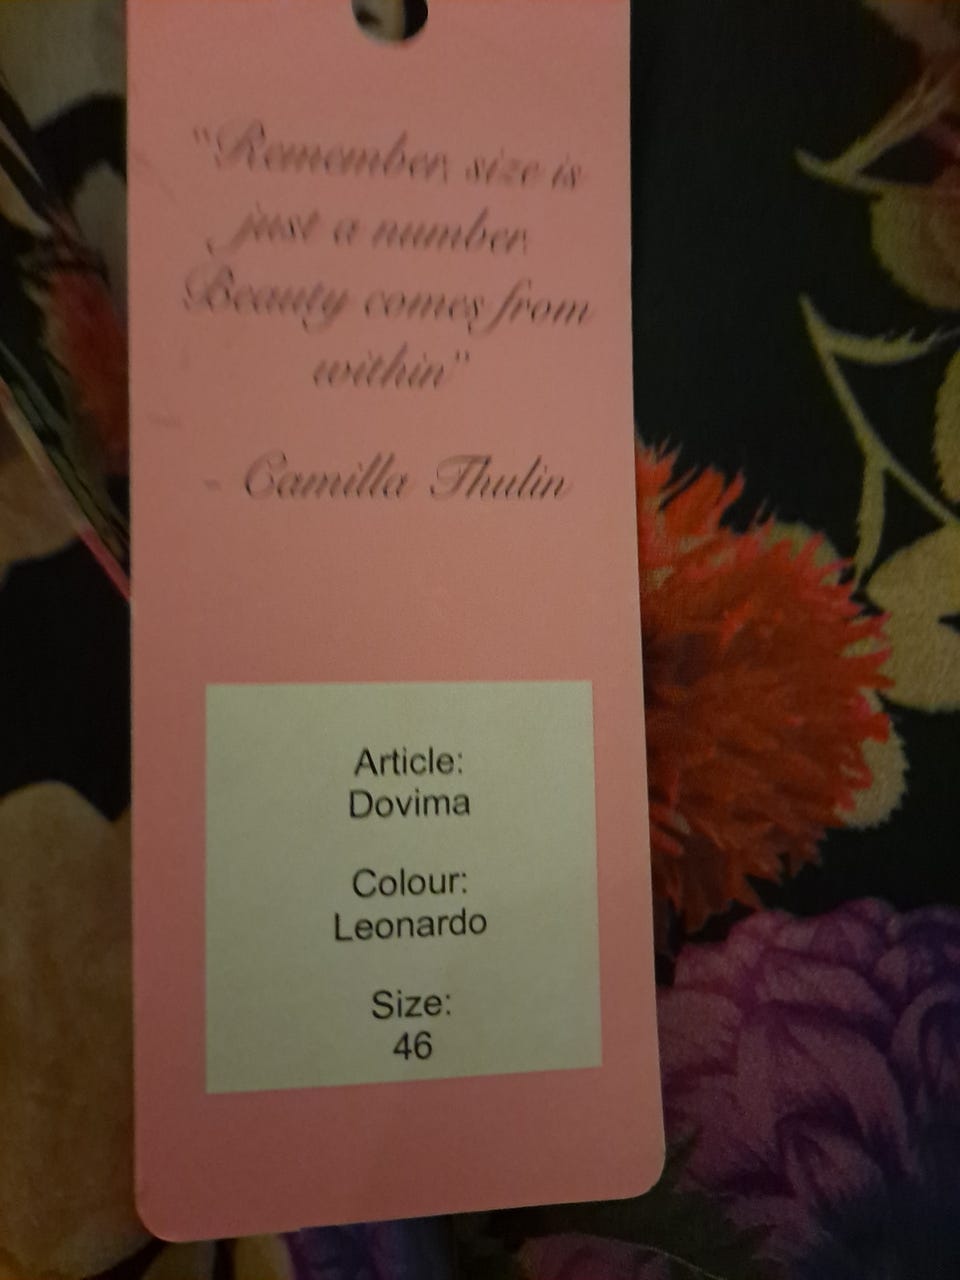 "Remember, size is
just a number.
Beauty comes from
within"
- Camilla Thulin
Article:
Dovima
Colour:
Leonardo
Size:
46